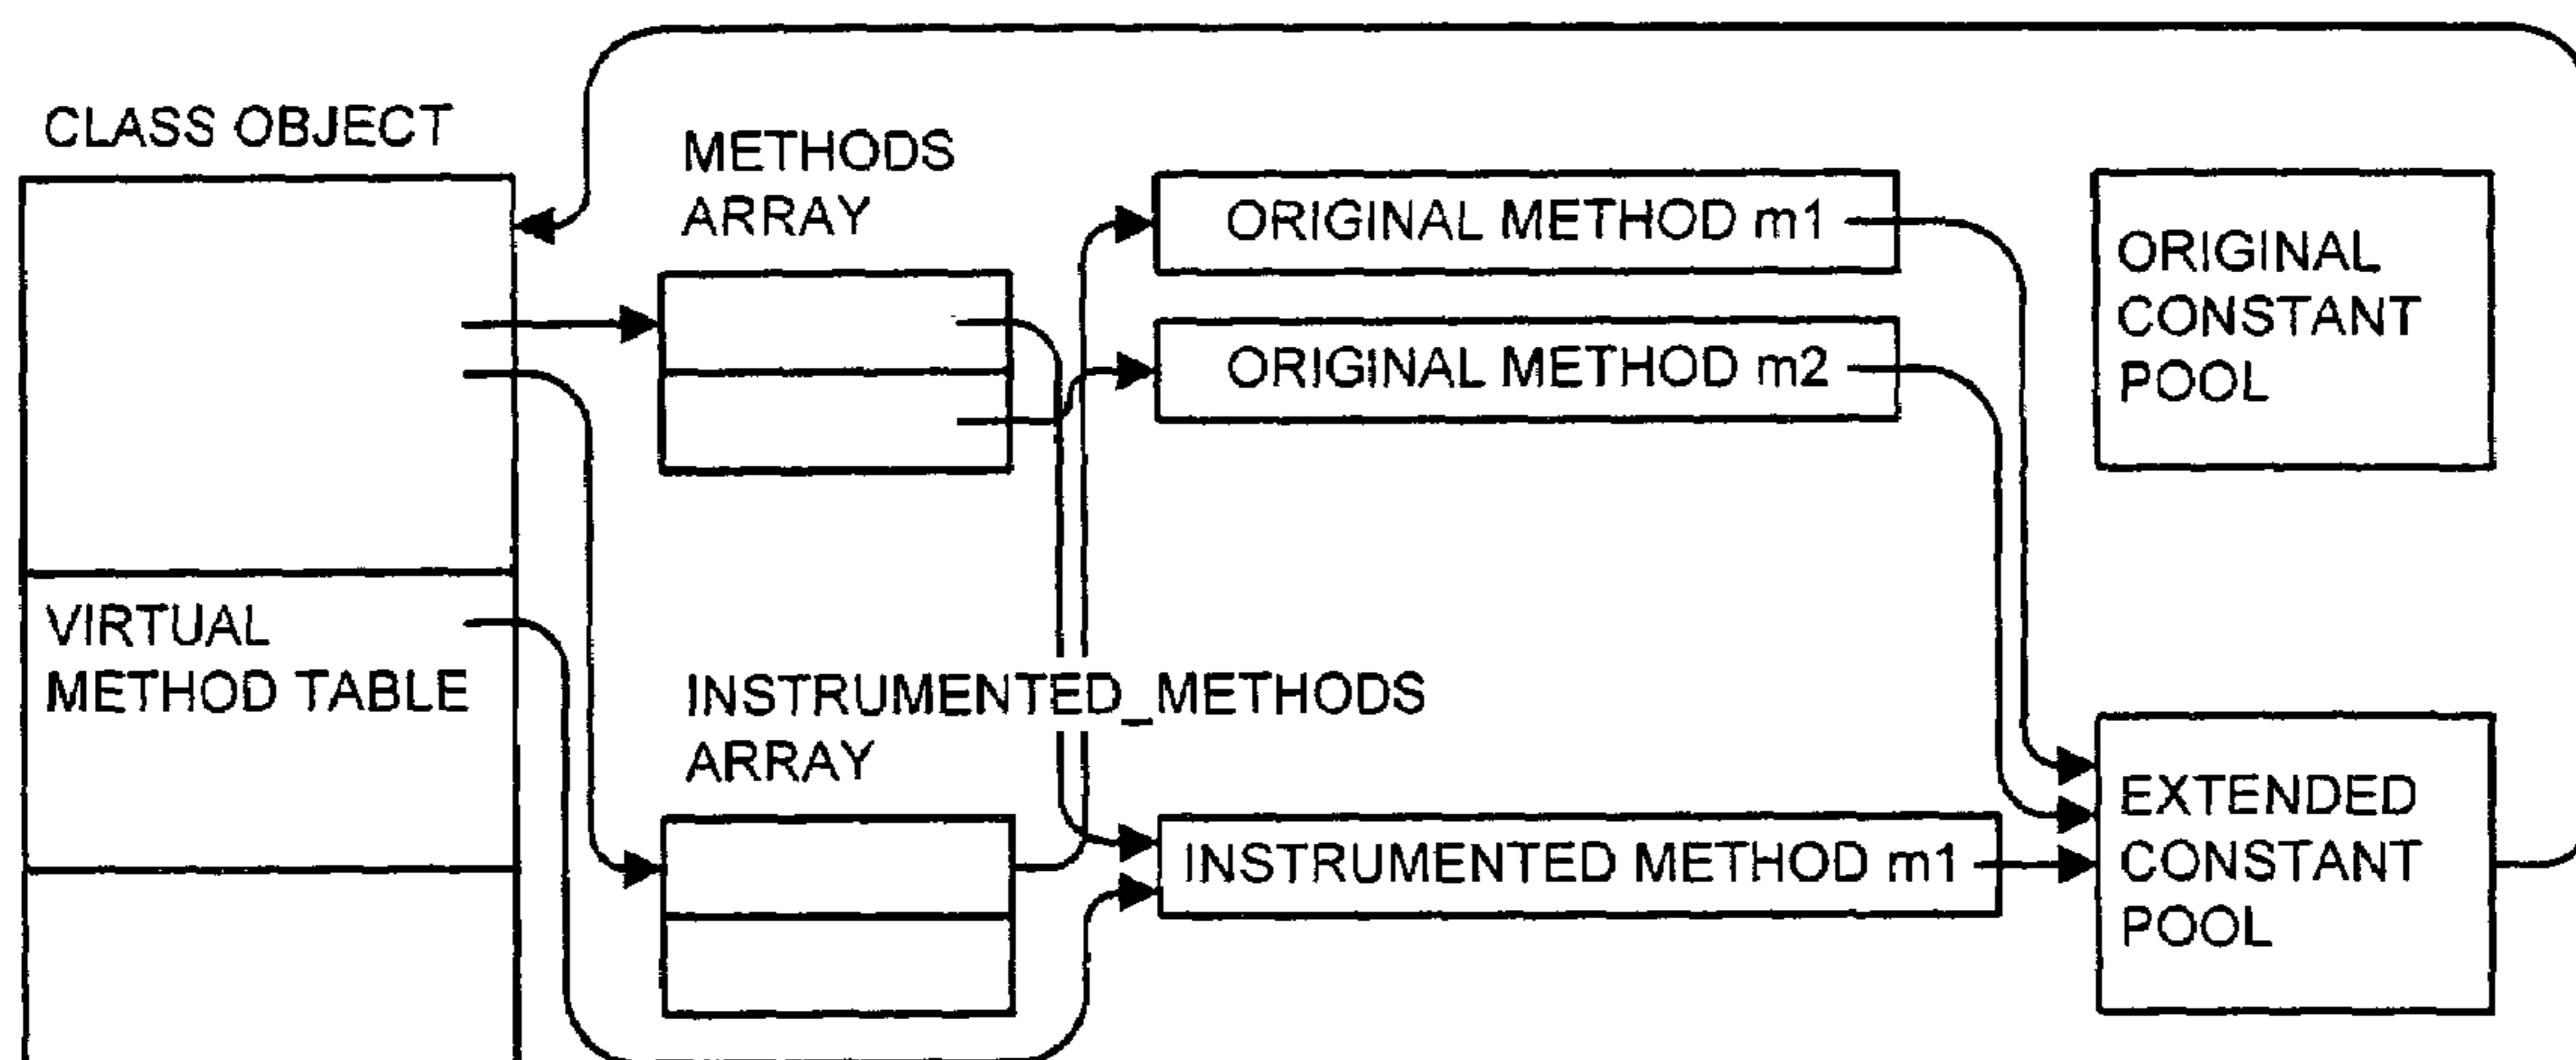 CLASS OBJECT
METHODS
ARRAY
ORIGINAL METHOD m1
ORIGINAL
CONSTANT
POOL
ORIGINAL METHOD m2
VIRTUAL
METHOD TABLE
INSTRUMENTED_METHODS
ARRAY
INSTRUMENTED METHOD m1
EXTENDED
CONSTANT
POOL